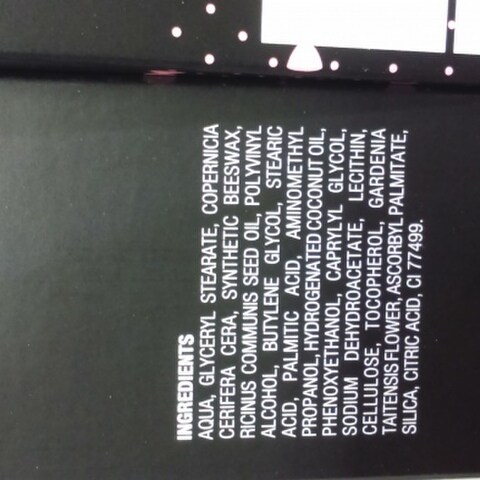 INGREDIENTS
AQUA, GLYCERYL STEARATE, COPERNICIA
CERIFERA CERA, SYNTHETIC BEESWAX,
RICINUS COMMUNIS SEED OIL, POLYVINYL
ALCOHOL, BUTYLENE GLYCOL, STEARIC
ACID, PALMITIC ACID, AMINOMETHYL
PROPANOL, HYDROGENATED COCONUT OIL,
PHENOXYETHANOL, CAPRYLYL GLYCOL,
SODIUM DEHYDROACETATE, LECITHIN,
CELLULOSE, TOCOPHEROL, GARDENIA
TAITENSIS FLOWER, ASCORBYL PALMITATE,
SILICA, CITRIC ACID, CI 77499.